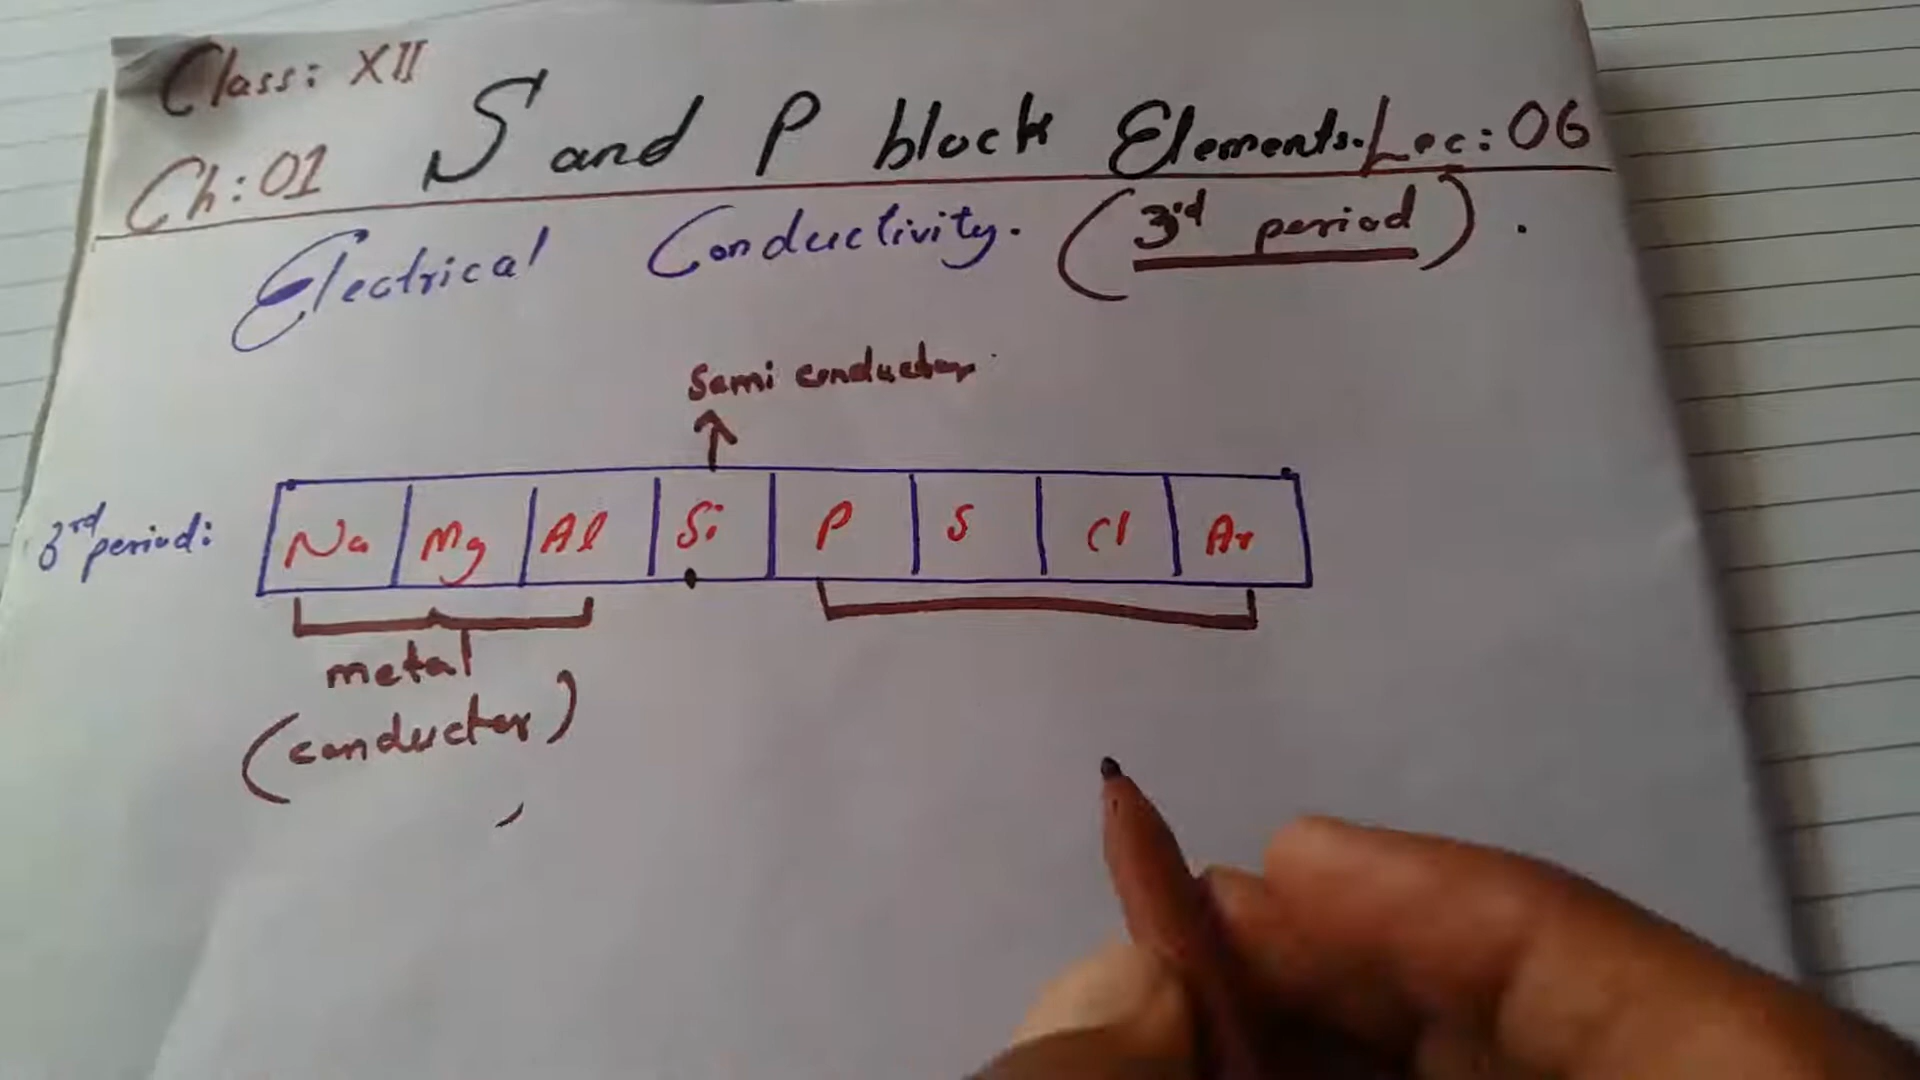 Class: XII
Ch: 01 S and P block Elements. Lec: 06
Electrical Conductivity. (3rd period).
Sami conductor
3rd period: Na Mg Al Si P S Cl Ar
metal
(conductor)